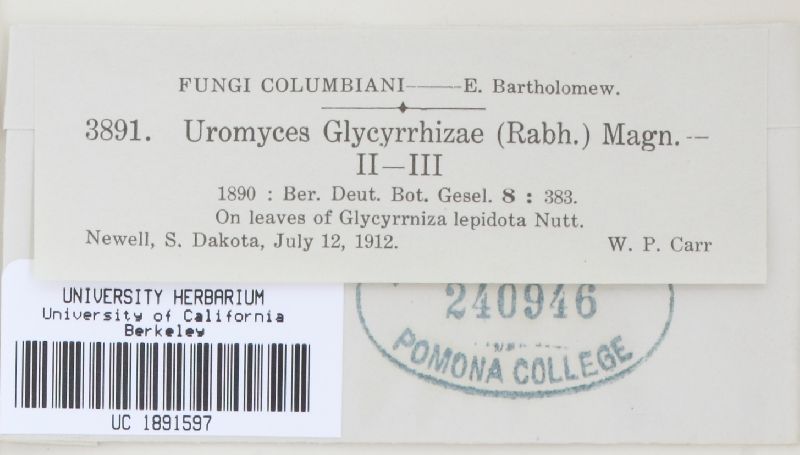 FUNGI COLUMBIANI——E. Bartholomew.
3891. Uromyces Glycyrrhizae (Rabh.) Magn. —
II—III
1890 : Ber. Deut. Bot. Gesel. 8 : 383.
On leaves of Glycyrrniza lepidota Nutt.
Newell, S. Dakota, July 12, 1912. W. P. Carr
UNIVERSITY HERBARIUM
University of California
Berkeley
UC 1891597
240946
POMONA COLLEGE